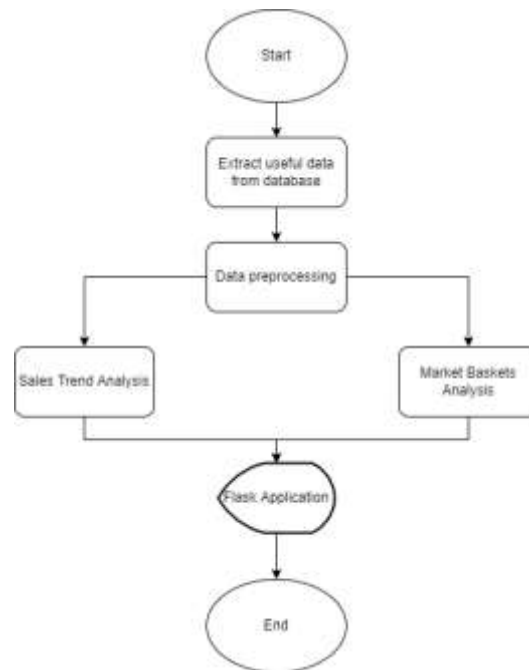 Start
Extract useful data
from database
Data preprocessing
Sales Trend Analysis
Market Baskets
Analysis
Flask Application
End